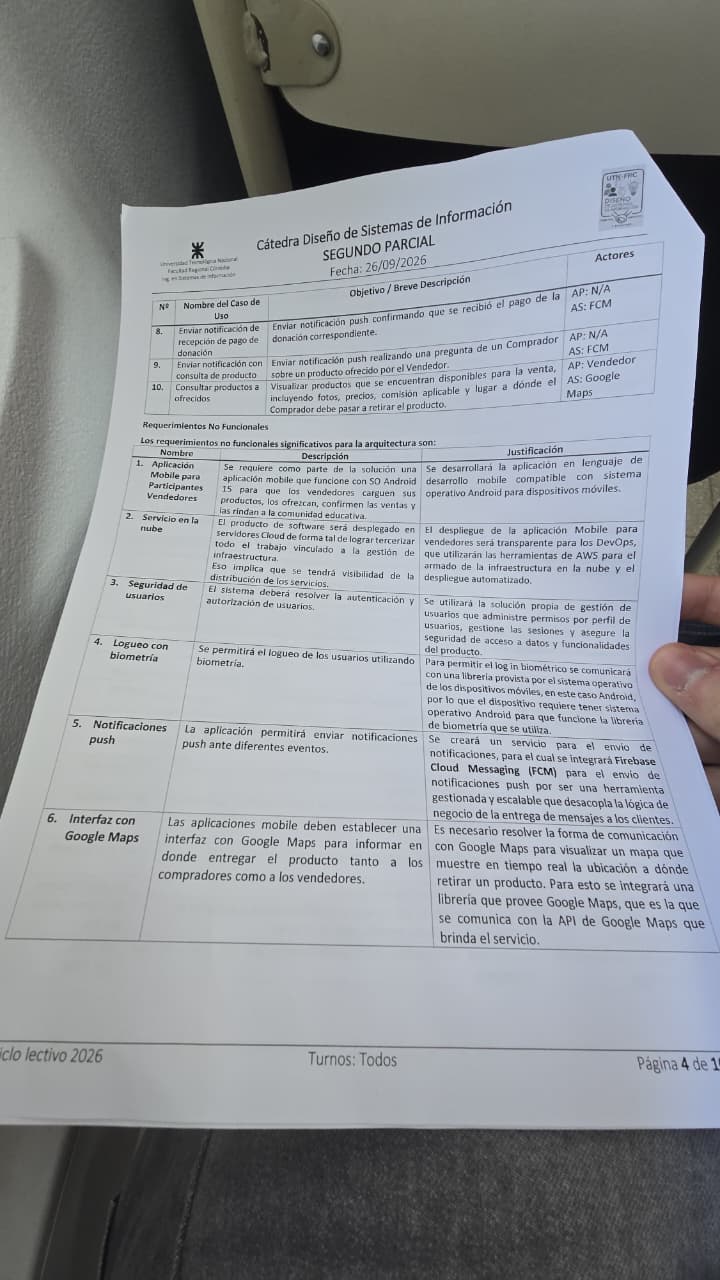 UTN-FRC
DISEÑO
Universidad Tecnológica Nacional
Facultad Regional Córdoba
Ing. en Sistemas de Información
Cátedra Diseño de Sistemas de Información
SEGUNDO PARCIAL
Fecha: 26/09/2026
Nº
Nombre del Caso de
Uso
Objetivo / Breve Descripción
Actores
8.
Enviar notificación de
recepción de pago de
donación
Enviar notificación push confirmando que se recibió el pago de la
donación correspondiente.
AP: N/A
AS: FCM
9.
Enviar notificación con
consulta de producto
Enviar notificación push realizando una pregunta de un Comprador
sobre un producto ofrecido por el Vendedor.
AP: N/A
AS: FCM
10.
Consultar productos a
ofrecidos
Visualizar productos que se encuentran disponibles para la venta,
incluyendo fotos, precios, comisión aplicable y lugar a dónde el
Comprador debe pasar a retirar el producto.
AP: Vendedor
AS: Google
Maps
Requerimientos No Funcionales
Los requerimientos no funcionales significativos para la arquitectura son:
Nombre
Descripción
Justificación
1. Aplicación
Mobile para
Participantes
Vendedores
Se requiere como parte de la solución una
aplicación mobile que funcione con SO Android
15 para que los vendedores carguen sus
productos, los ofrezcan, confirmen las ventas y
las rindan a la comunidad educativa.
Se desarrollará la aplicación en lenguaje de
desarrollo mobile compatible con sistema
operativo Android para dispositivos móviles.
2. Servicio en la
nube
El producto de software será desplegado en
servidores Cloud de forma tal de lograr tercerizar
todo el trabajo vinculado a la gestión de
infraestructura.
Eso implica que se tendrá visibilidad de la
distribución de los servicios.
El despliegue de la aplicación Mobile para
vendedores será transparente para los DevOps,
que utilizarán las herramientas de AWS para el
armado de la infraestructura en la nube y el
despliegue automatizado.
3. Seguridad de
usuarios
El sistema deberá resolver la autenticación y
autorización de usuarios.
Se utilizará la solución propia de gestión de
usuarios que administre permisos por perfil de
usuarios, gestione las sesiones y asegure la
seguridad de acceso a datos y funcionalidades
del producto.
4. Logueo con
biometría
Se permitirá el logueo de los usuarios utilizando
biometría.
Para permitir el log in biométrico se comunicará
con una librería provista por el sistema operativo
de los dispositivos móviles, en este caso Android,
por lo que el dispositivo requiere tener sistema
operativo Android para que funcione la librería
de biometría que se utiliza.
5. Notificaciones
push
La aplicación permitirá enviar notificaciones
push ante diferentes eventos.
Se creará un servicio para el envío de
notificaciones, para el cual se integrará Firebase
Cloud Messaging (FCM) para el envío de
notificaciones push por ser una herramienta
gestionada y escalable que desacopla la lógica de
negocio de la entrega de mensajes a los clientes.
6. Interfaz con
Google Maps
Las aplicaciones mobile deben establecer una
interfaz con Google Maps para informar en
donde entregar el producto tanto a los
compradores como a los vendedores.
Es necesario resolver la forma de comunicación
con Google Maps para visualizar un mapa que
muestre en tiempo real la ubicación a dónde
retirar un producto. Para esto se integrará una
librería que provee Google Maps, que es la que
se comunica con la API de Google Maps que
brinda el servicio.
iclo lectivo 2026
Turnos: Todos
Página 4 de 1